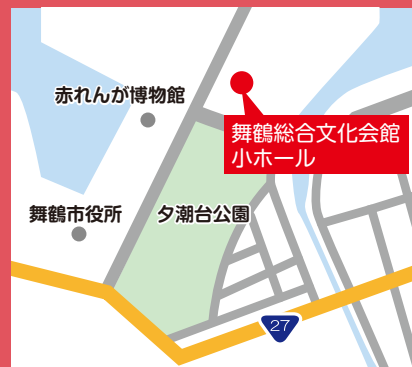 赤れんが博物館
舞鶴総合文化会館
小ホール
舞鶴市役所
夕潮台公園
27